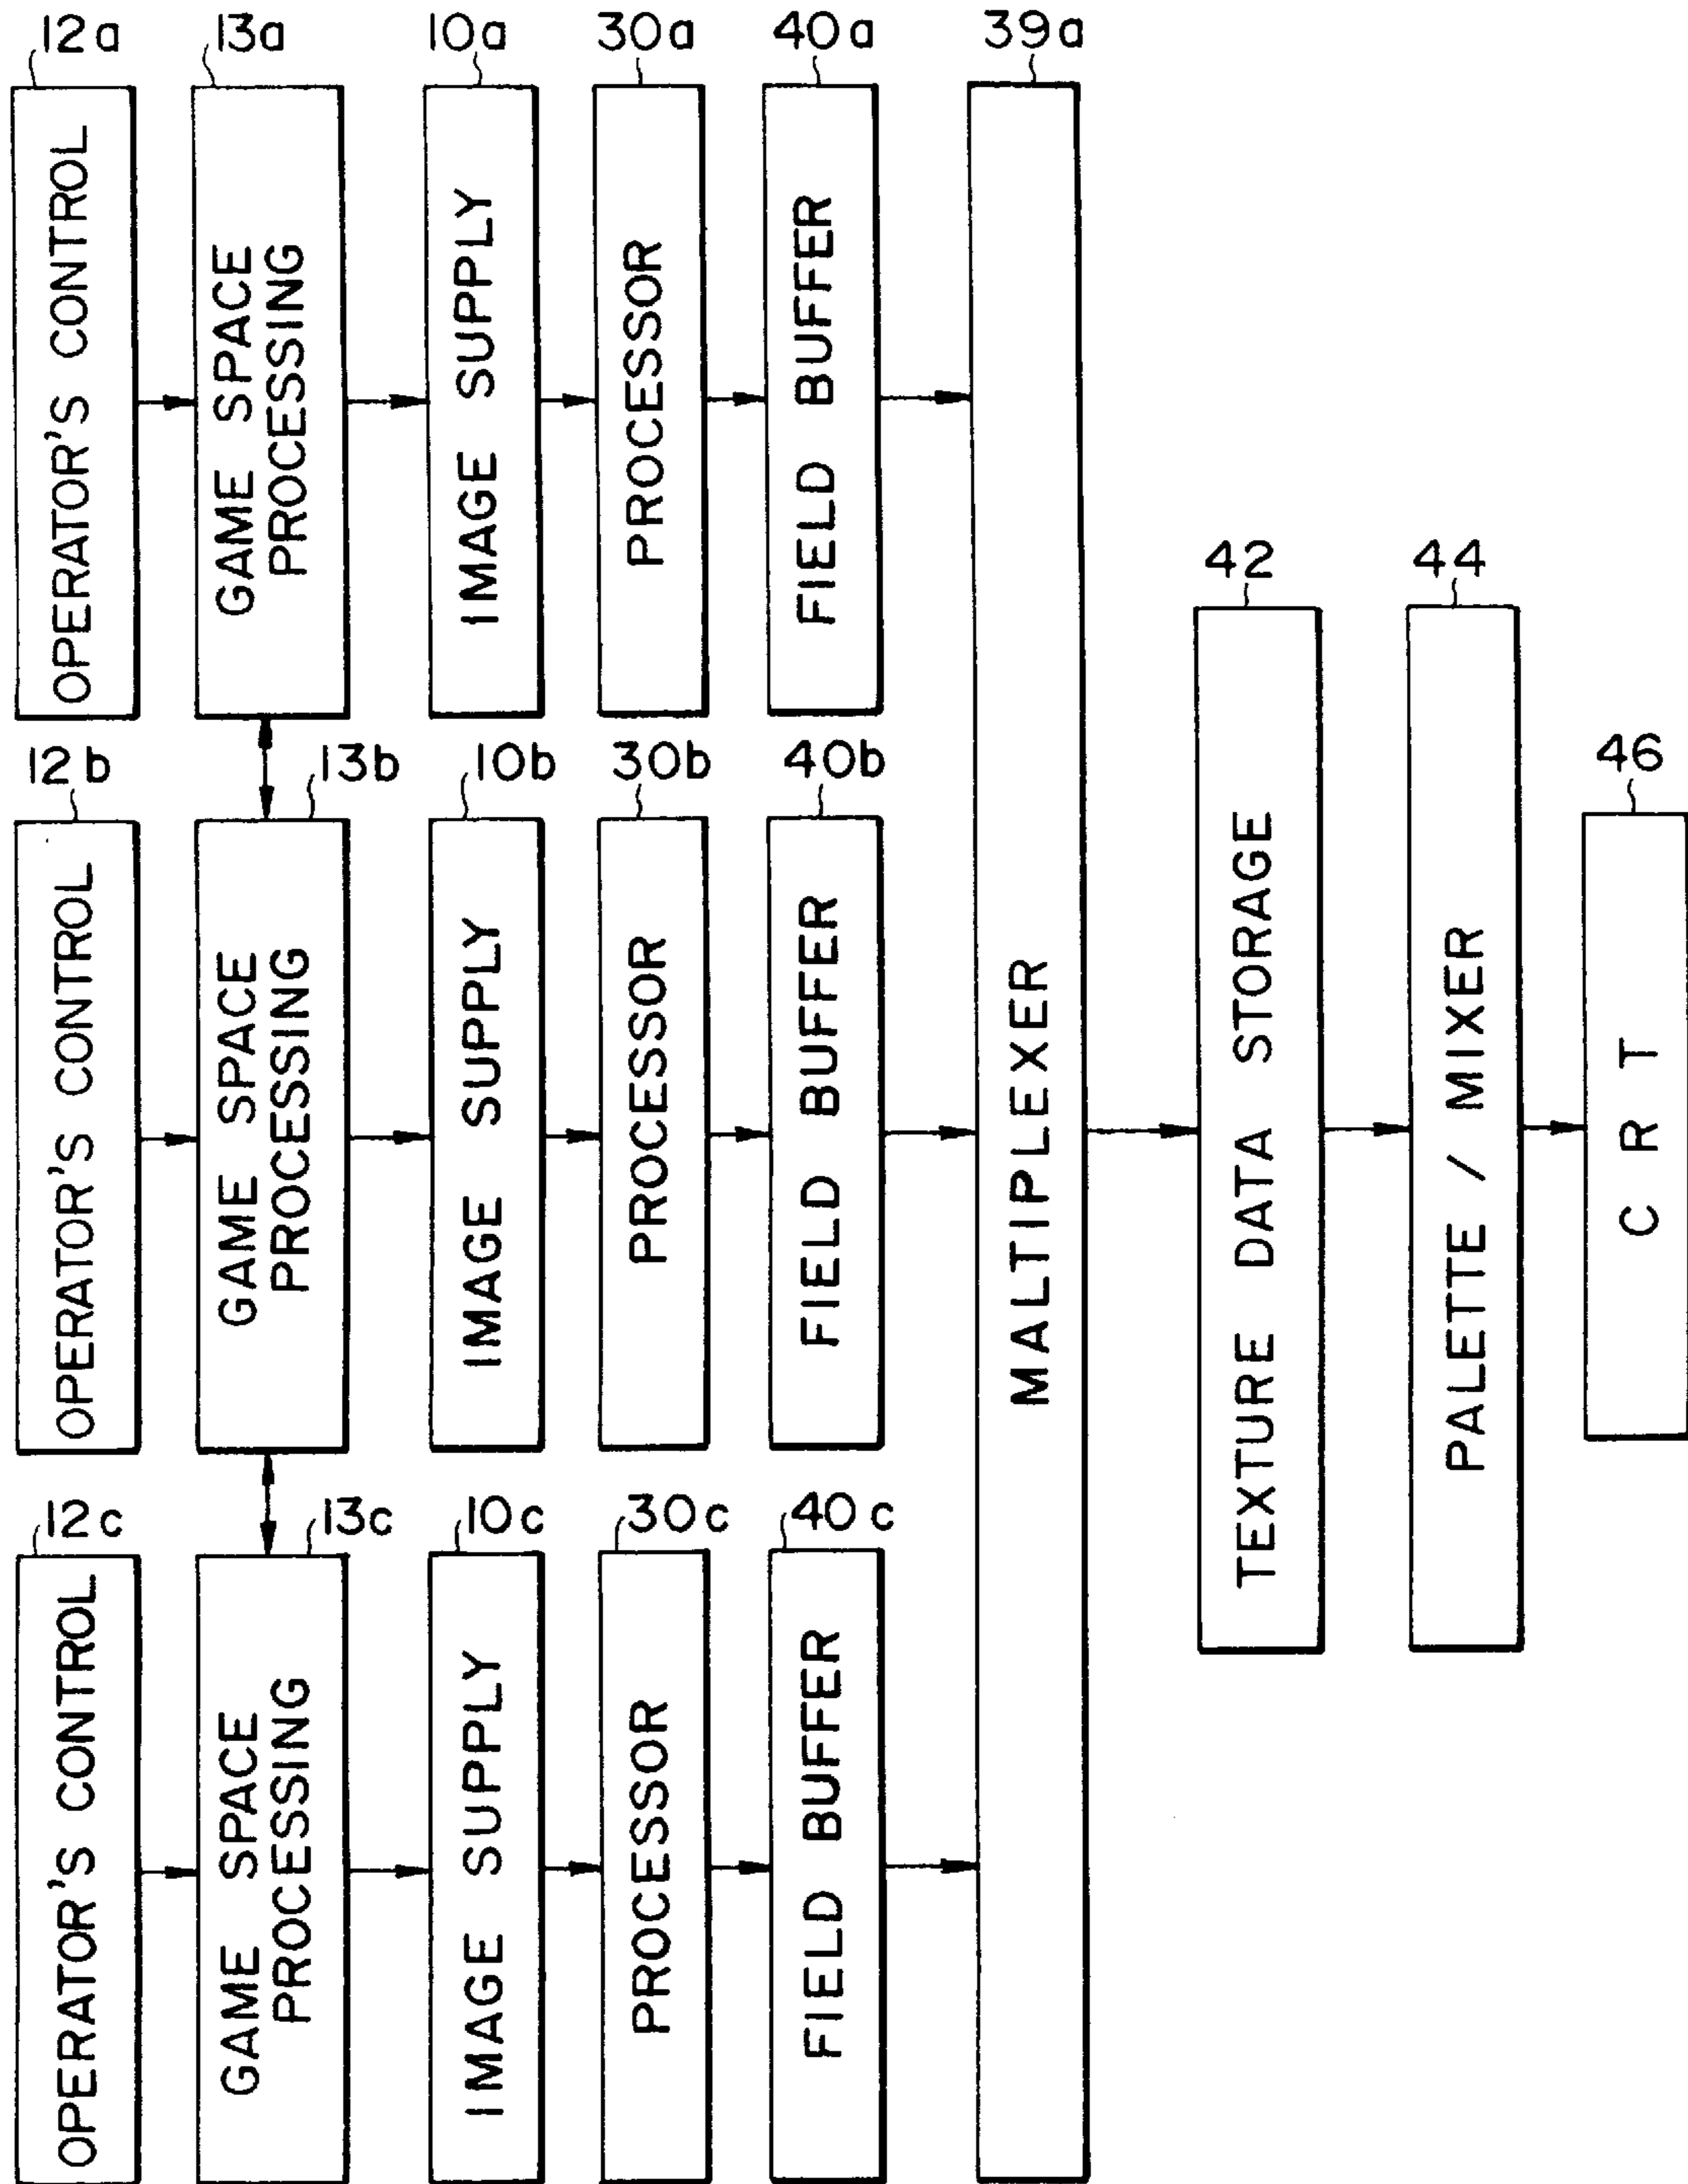 12a
OPERATOR'S CONTROL
13a
GAME SPACE
PROCESSING
10a
IMAGE SUPPLY
30a
PROCESSOR
40a
FIELD BUFFER
12b
OPERATOR'S CONTROL
13b
GAME SPACE
PROCESSING
10b
IMAGE SUPPLY
30b
PROCESSOR
40b
FIELD BUFFER
12c
OPERATOR'S CONTROL
13c
GAME SPACE
PROCESSING
10c
IMAGE SUPPLY
30c
PROCESSOR
40c
FIELD BUFFER
39a
MALTIPLEXER
42
TEXTURE DATA STORAGE
44
PALETTE / MIXER
46
C R T